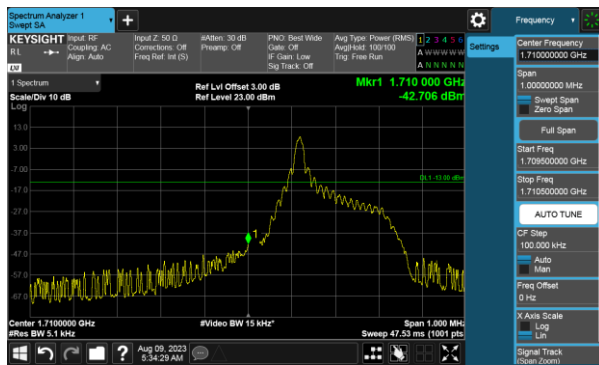 Spectrum Analyzer 1
Swept SA
+
Frequency
KEYSIGHT
RL
LXI
Input: RF
Coupling: AC
Align: Auto
Input Z: 50 Ω
Corrections: Off
Freq Ref: Int (S)
#Atten: 30 dB
Preamp: Off
PNO: Best Wide
Gate: Off
IF Gain: Low
Sig Track: Off
Avg Type: Power (RMS)
Avg|Hold: 100/100
Trig: Free Run
1 2 3 4 5 6
A W W W W W
A N N N N N
1 Spectrum
Scale/Div 10 dB
Log
Ref Lvl Offset 3.00 dB
Ref Level 23.00 dBm
Mkr1 1.710 000 GHz
-42.706 dBm
13.0
3.00
-7.00
-17.0
-27.0
-37.0
-47.0
-57.0
-67.0
DL1 -13.00 dBm
1
Center 1.7100000 GHz
#Res BW 5.1 kHz
#Video BW 15 kHz*
Span 1.000 MHz
Sweep 47.53 ms (1001 pts
?
Aug 09, 2023
5:34:29 AM
Settings
Center Frequency
1.710000000 GHz
Span
1.00000000 MHz
Swept Span
Zero Span
Full Span
Start Freq
1.709500000 GHz
Stop Freq
1.710500000 GHz
AUTO TUNE
CF Step
100.000 kHz
Auto
Man
Freq Offset
0 Hz
X Axis Scale
Log
Lin
Signal Track
(Span Zoom)